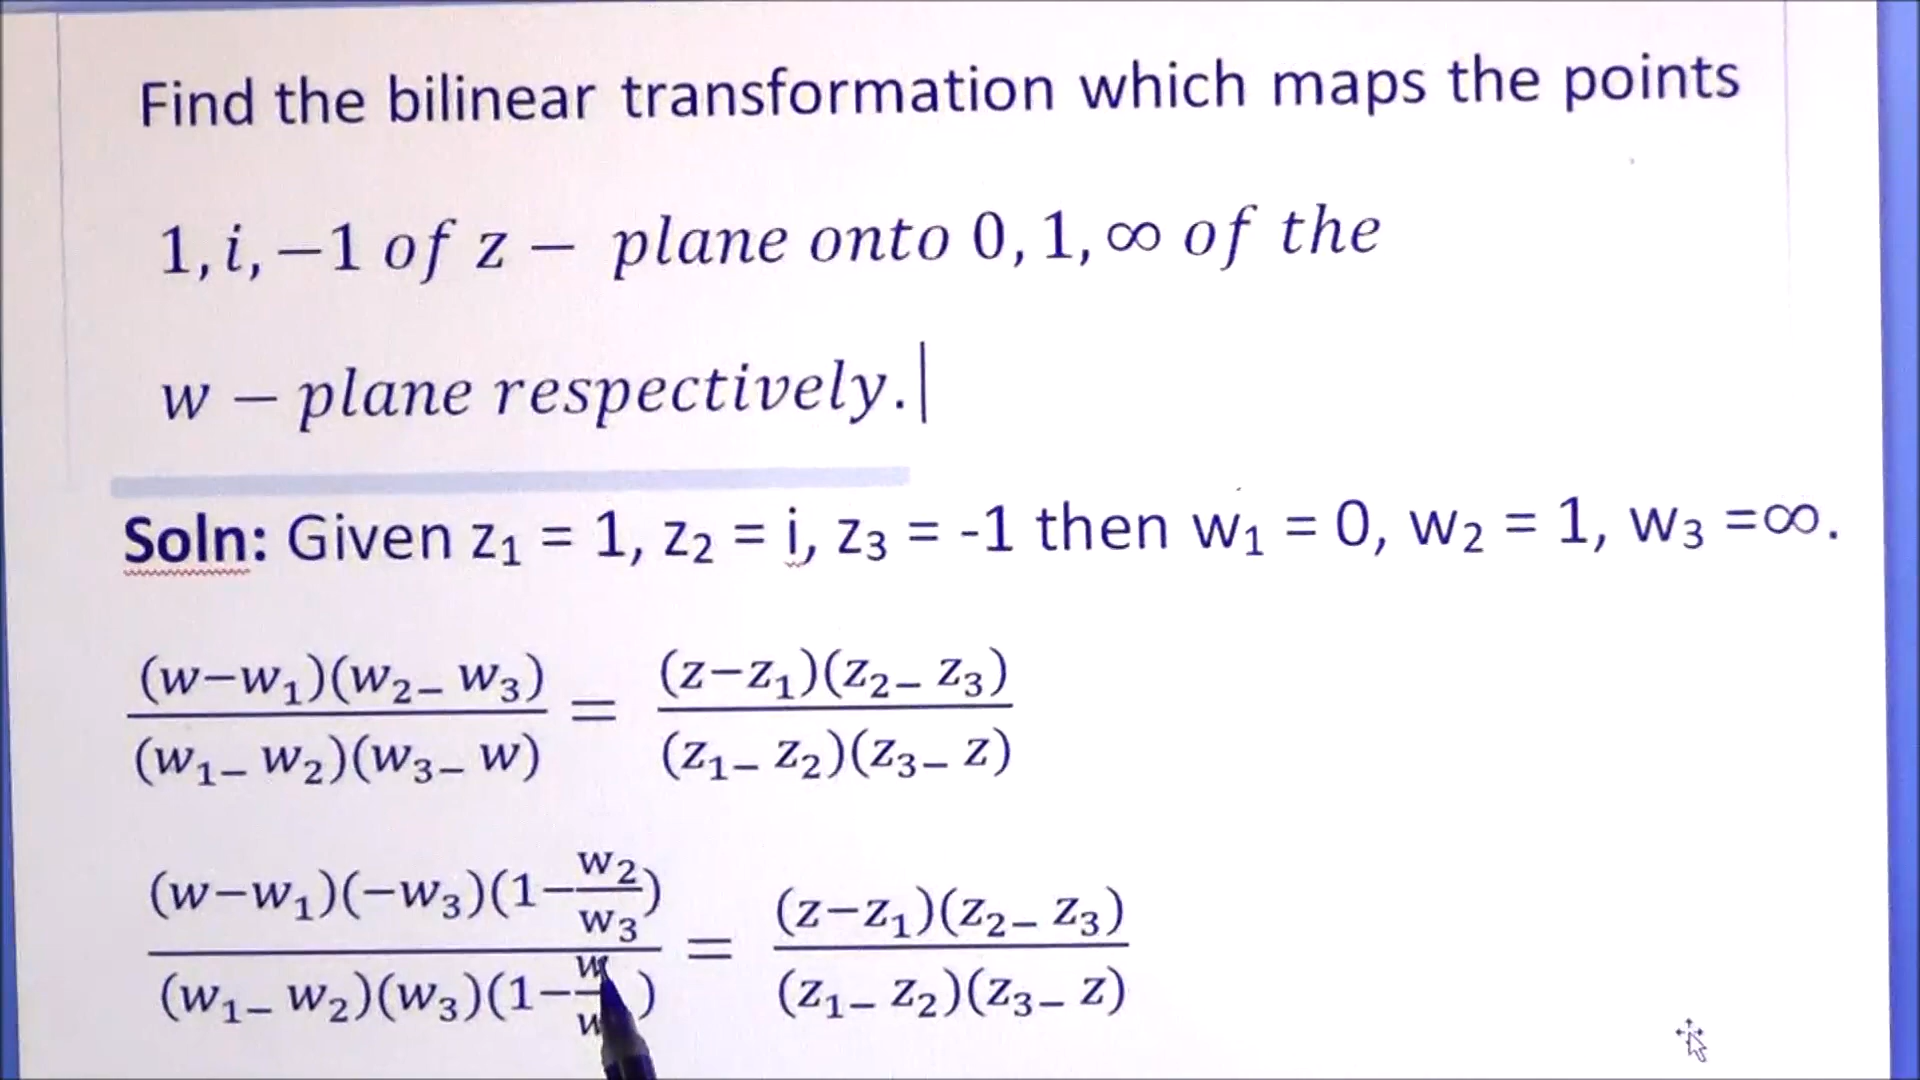 Find the bilinear transformation which maps the points
1, i, −1 of z − plane onto 0, 1, ∞ of the
w − plane respectively.
Soln: Given z₁ = 1, z₂ = i, z₃ = -1 then w₁ = 0, w₂ = 1, w₃ =∞.
(w−w₁)(w₂− w₃) / (w₁− w₂)(w₃− w) = (z−z₁)(z₂− z₃) / (z₁− z₂)(z₃− z)
(w−w₁)(−w₃)(1−w₂/w₃) / (w₁− w₂)(w₃)(1−w/w) = (z−z₁)(z₂− z₃) / (z₁− z₂)(z₃− z)